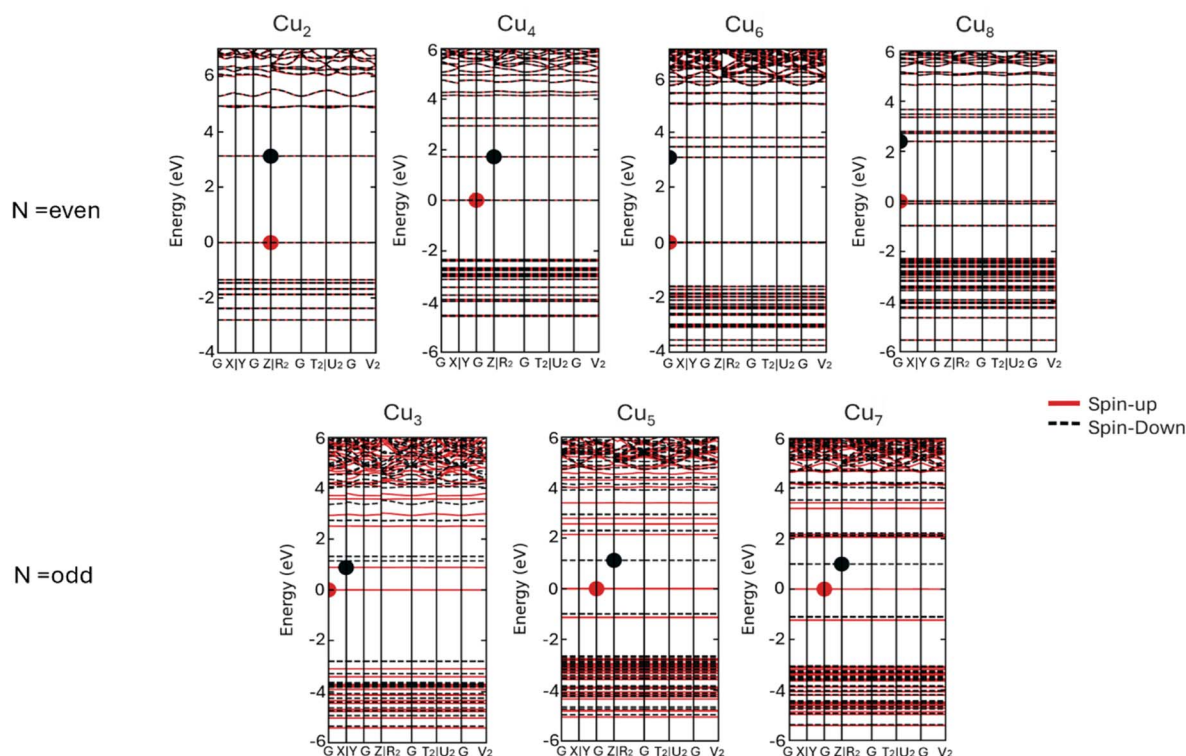 Cu₂ Cu₄ Cu₆ Cu₈
N =even
Energy (eV)
6
4
2
0
-2
-4
G X|Y G Z|R₂ G T₂|U₂ G V₂
Energy (eV)
6
4
2
0
-2
-4
-6
G X|Y G Z|R₂ G T₂|U₂ G V₂
Energy (eV)
6
4
2
0
-2
-4
G X|Y G Z|R₂ G T₂|U₂ G V₂
Energy (eV)
6
4
2
0
-2
-4
-6
G X|Y G Z|R₂ G T₂|U₂ G V₂
Cu₃ Cu₅ Cu₇
Spin-up
Spin-Down
N =odd
Energy (eV)
6
4
2
0
-2
-4
-6
G X|Y G Z|R₂ G T₂|U₂ G V₂
Energy (eV)
6
4
2
0
-2
-4
-6
G X|Y G Z|R₂ G T₂|U₂ G V₂
Energy (eV)
6
4
2
0
-2
-4
-6
G X|Y G Z|R₂ G T₂|U₂ G V₂